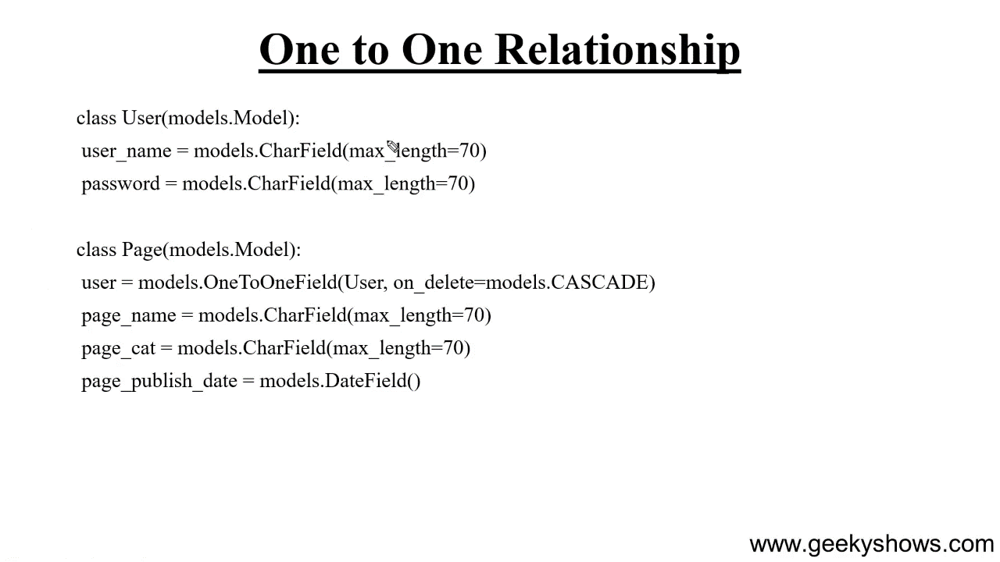 One to One Relationship
class User(models.Model):
user_name = models.CharField(max_length=70)
password = models.CharField(max_length=70)
class Page(models.Model):
user = models.OneToOneField(User, on_delete=models.CASCADE)
page_name = models.CharField(max_length=70)
page_cat = models.CharField(max_length=70)
page_publish_date = models.DateField()
www.geekyshows.com